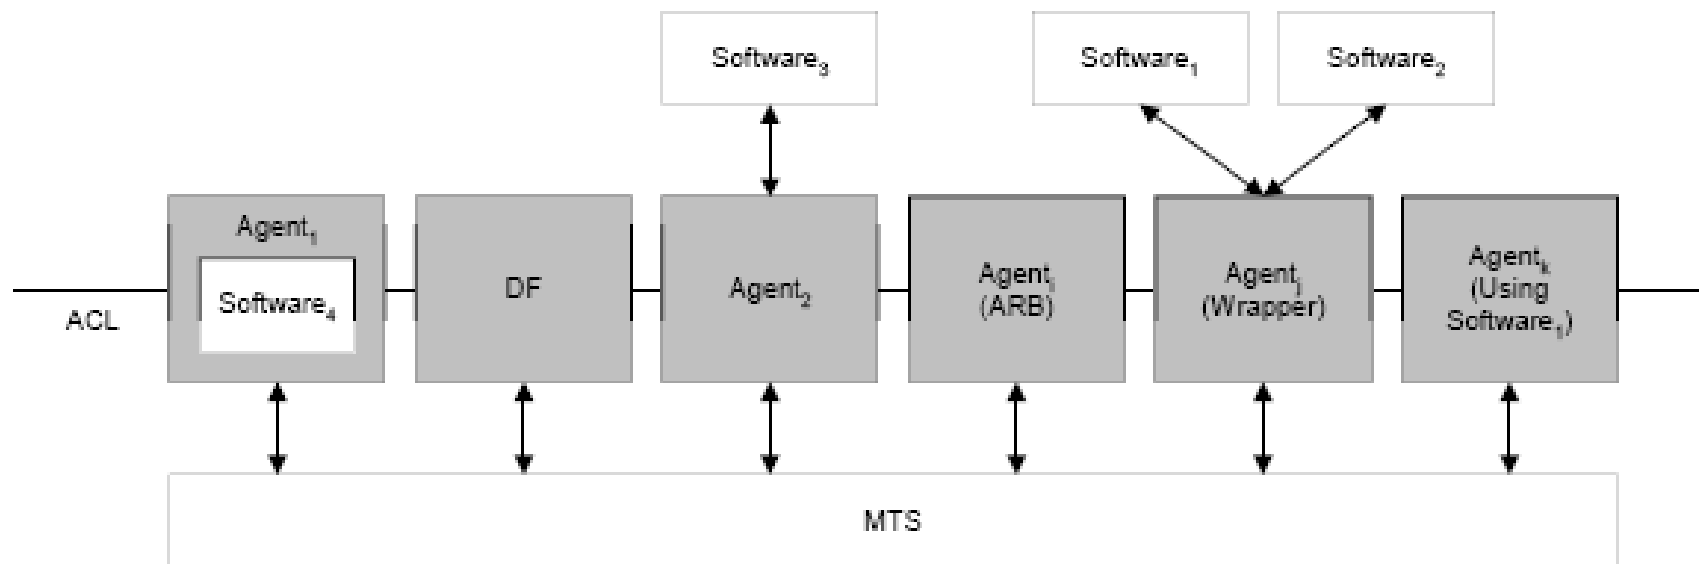 Software₃
Software₁
Software₂
Agent₁
Software₄
DF
Agent₂
Agentᵢ
(ARB)
Agentⱼ
(Wrapper)
Agentₖ
(Using
Software₁)
ACL
MTS